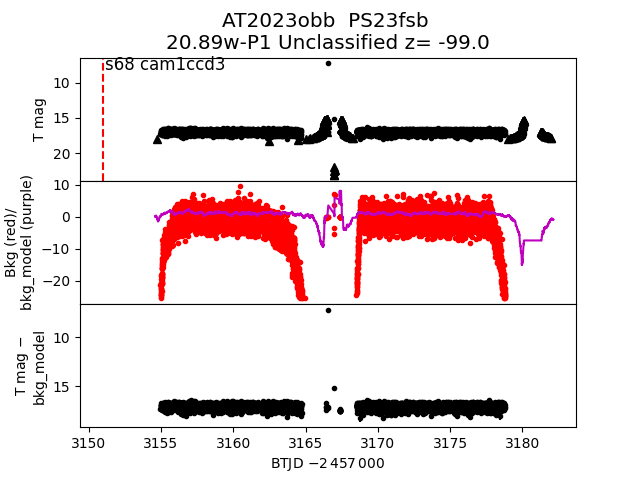 AT2023obb  PS23fsb
20.89w-P1 Unclassified z= -99.0
s68 cam1ccd3
T mag
10
15
20
Bkg (red)/
bkg_model (purple)
10
0
−10
−20
T mag −
bkg_model
10
15
3150
3155
3160
3165
3170
3175
3180
BTJD −2 457 000